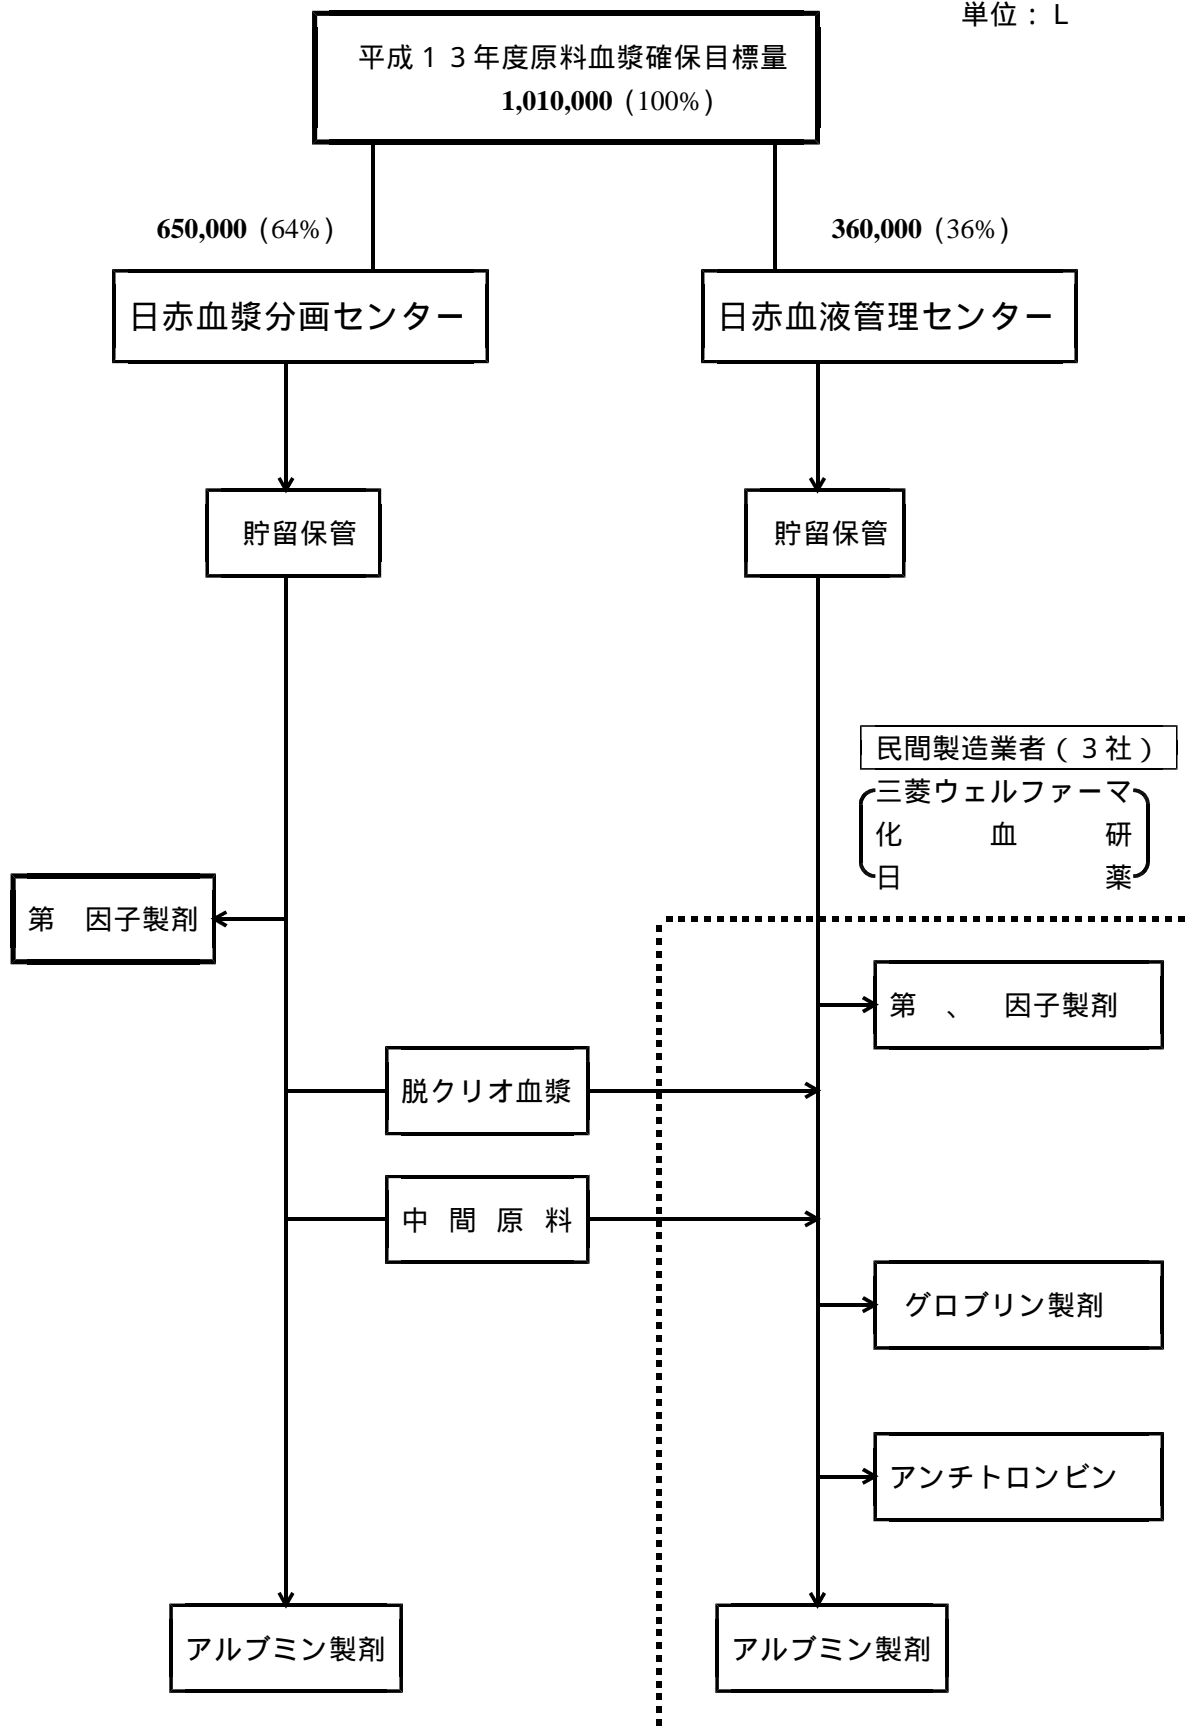 単位：Ｌ
平成１３年度原料血漿確保目標量
1,010,000（100%）
650,000（64%）
360,000（36%）
日赤血漿分画センター
日赤血液管理センター
貯留保管
貯留保管
民間製造業者（３社）
三菱ウェルファーマ
化　血　研
日　薬
第　因子製剤
第　、　因子製剤
脱クリオ血漿
中間原料
グロブリン製剤
アンチトロンビン
アルブミン製剤
アルブミン製剤